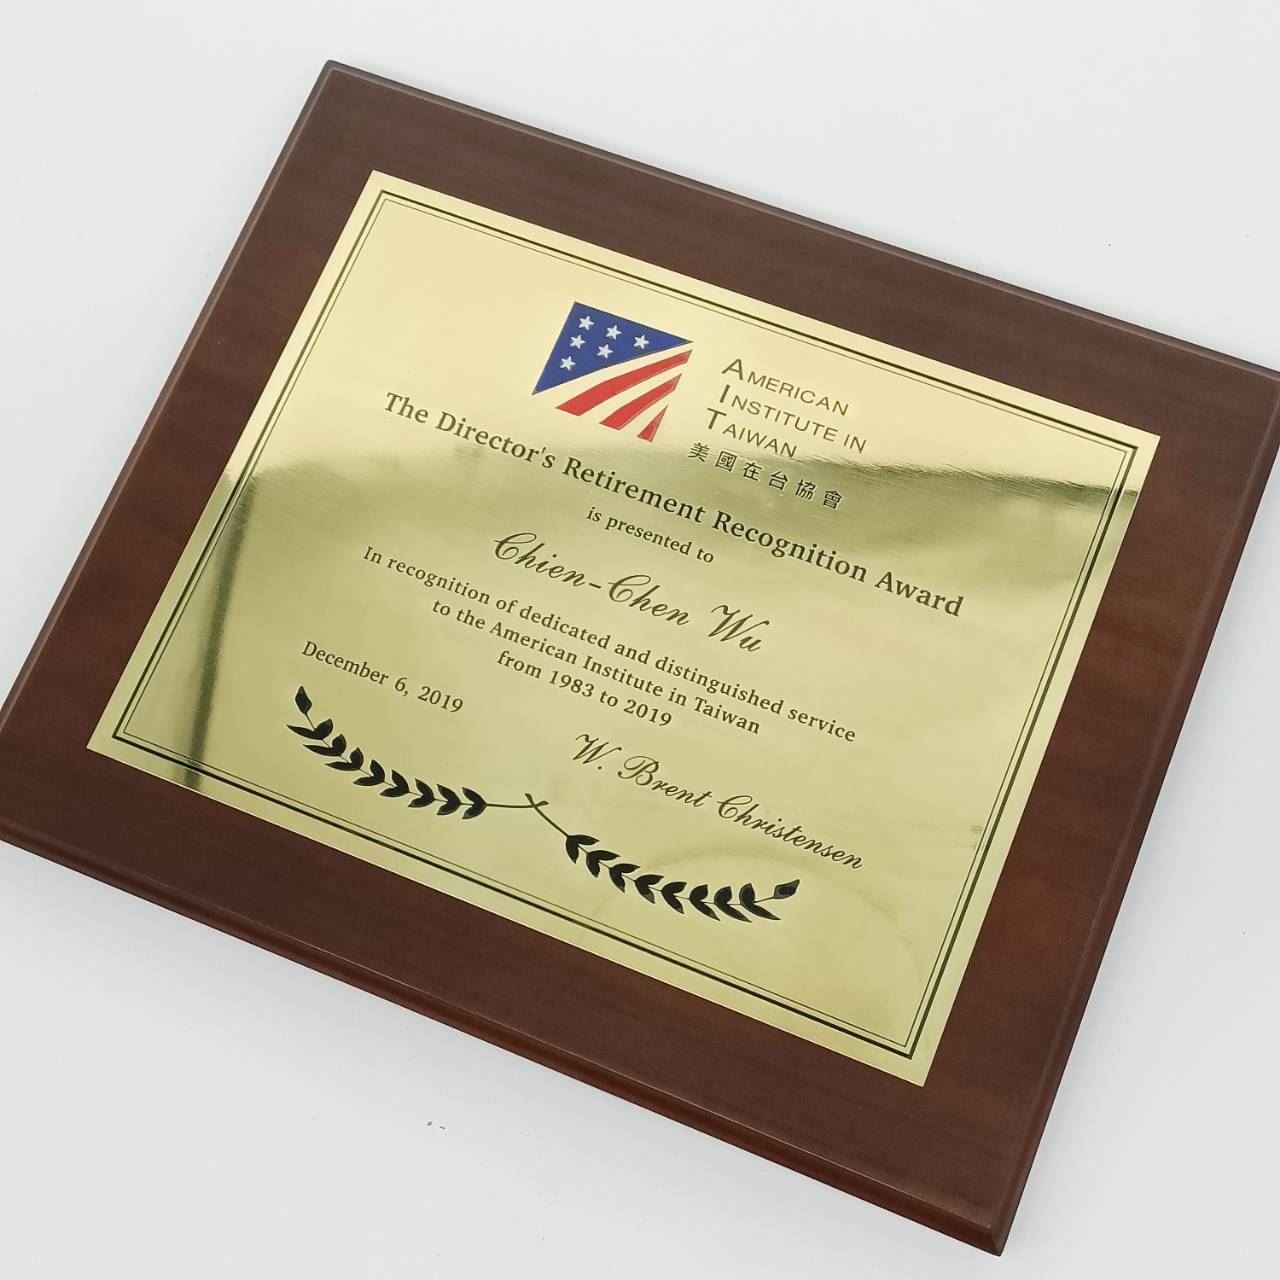 AMERICAN
INSTITUTE IN
TAIWAN
美國在台協會
The Director's Retirement Recognition Award
is presented to
Chien-Chen Wu
In recognition of dedicated and distinguished service
to the American Institute in Taiwan
from 1983 to 2019
December 6, 2019
W. Brent Christensen